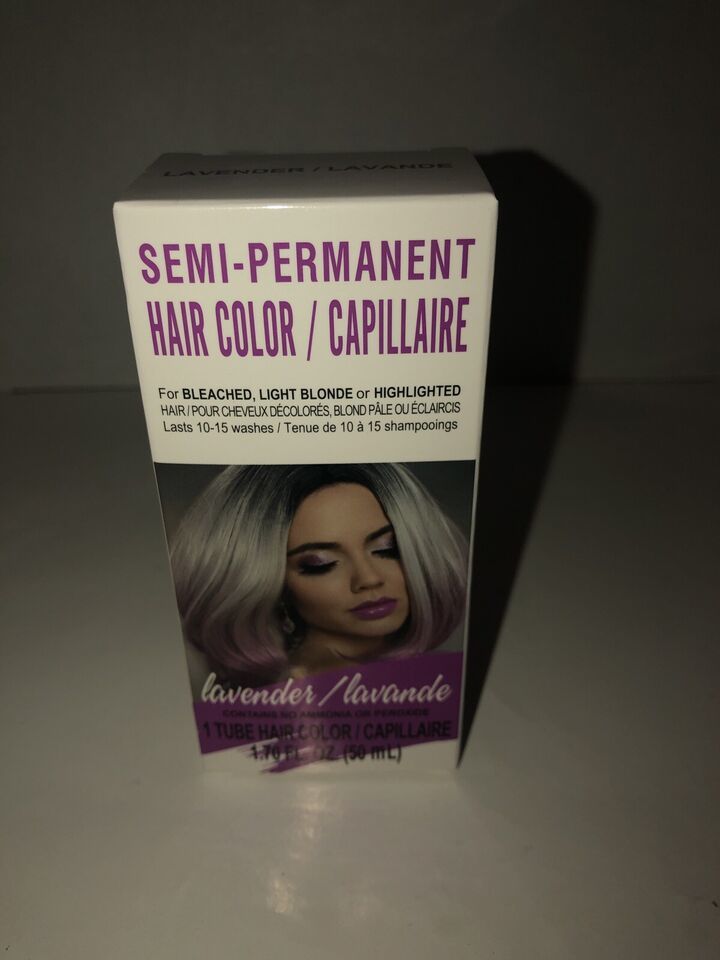 LAVENDER / LAVANDE
SEMI-PERMANENT
HAIR COLOR / CAPILLAIRE
For BLEACHED, LIGHT BLONDE or HIGHLIGHTED
HAIR / POUR CHEVEUX DÉCOLORÉS, BLOND PÂLE OU ÉCLAIRCIS
Lasts 10-15 washes / Tenue de 10 à 15 shampooings
lavender / lavande
CONTAINS NO AMMONIA OR PEROXIDE
1 TUBE HAIR COLOR / CAPILLAIRE
1.70 FL. OZ. (50 mL)